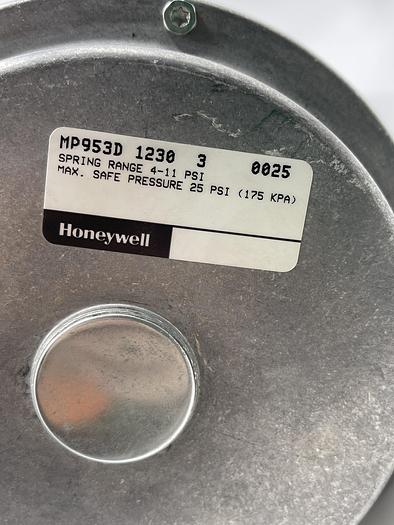 MP953D 1230 3 0025
SPRING RANGE 4-11 PSI
MAX. SAFE PRESSURE 25 PSI (175 KPA)
Honeywell